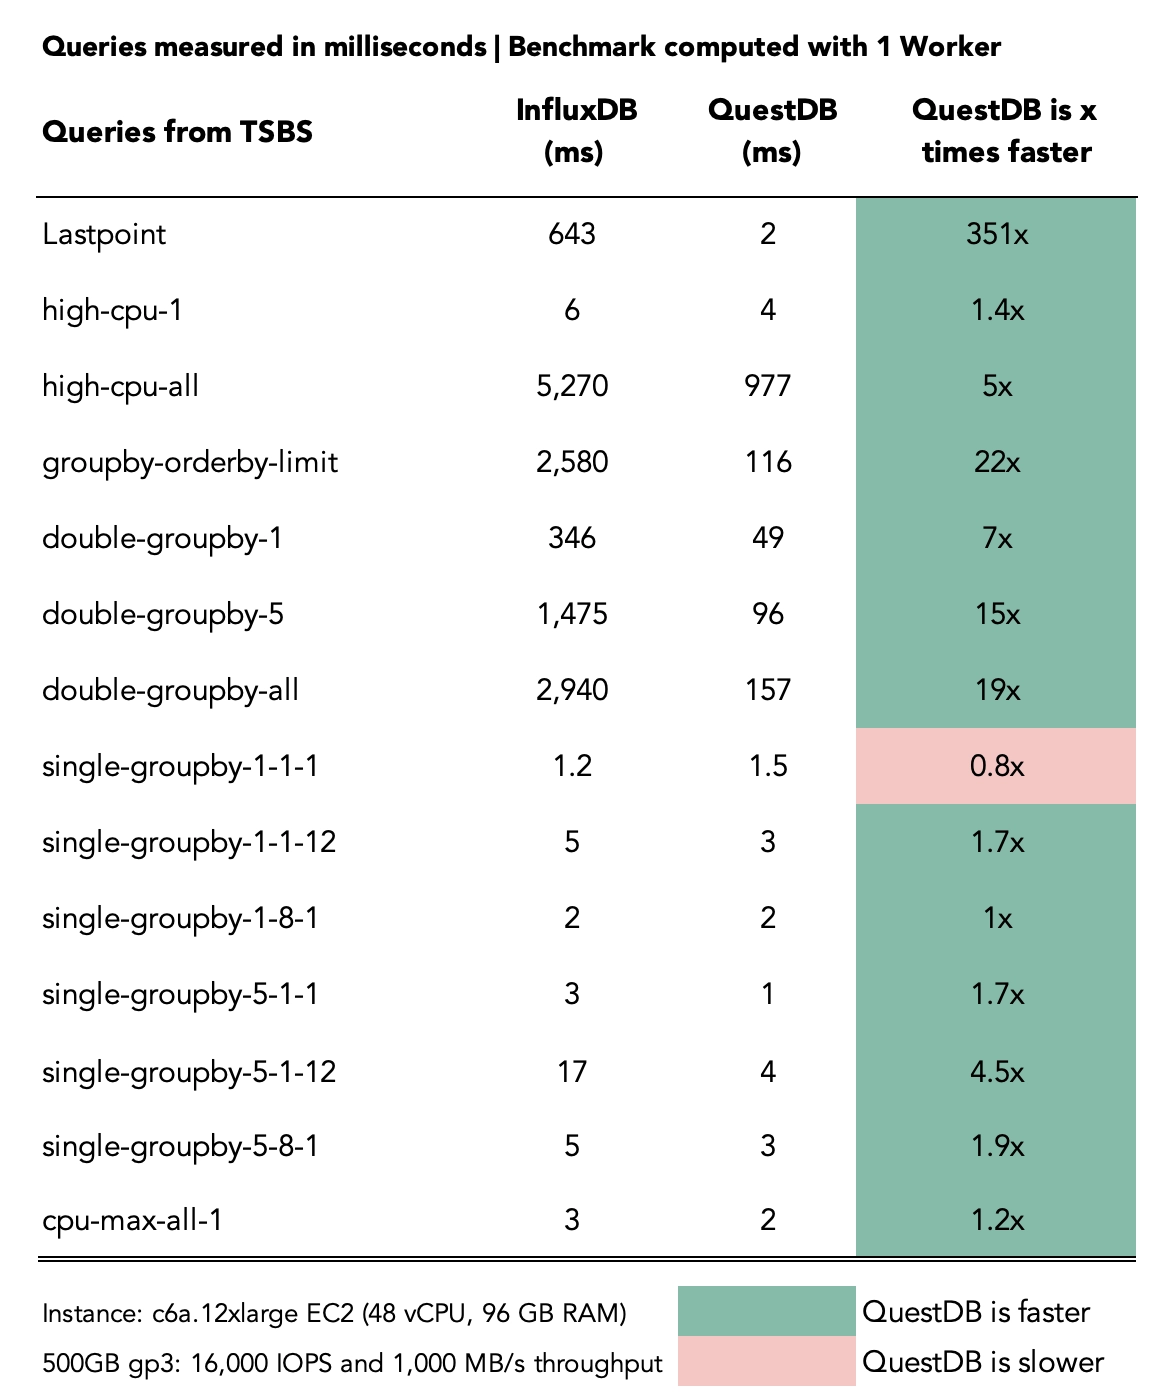 Queries measured in milliseconds | Benchmark computed with 1 Worker
Queries from TSBS InfluxDB (ms) QuestDB (ms) QuestDB is x times faster
Lastpoint 643 2 351x
high-cpu-1 6 4 1.4x
high-cpu-all 5,270 977 5x
groupby-orderby-limit 2,580 116 22x
double-groupby-1 346 49 7x
double-groupby-5 1,475 96 15x
double-groupby-all 2,940 157 19x
single-groupby-1-1-1 1.2 1.5 0.8x
single-groupby-1-1-12 5 3 1.7x
single-groupby-1-8-1 2 2 1x
single-groupby-5-1-1 3 1 1.7x
single-groupby-5-1-12 17 4 4.5x
single-groupby-5-8-1 5 3 1.9x
cpu-max-all-1 3 2 1.2x
Instance: c6a.12xlarge EC2 (48 vCPU, 96 GB RAM) QuestDB is faster
500GB gp3: 16,000 IOPS and 1,000 MB/s throughput QuestDB is slower